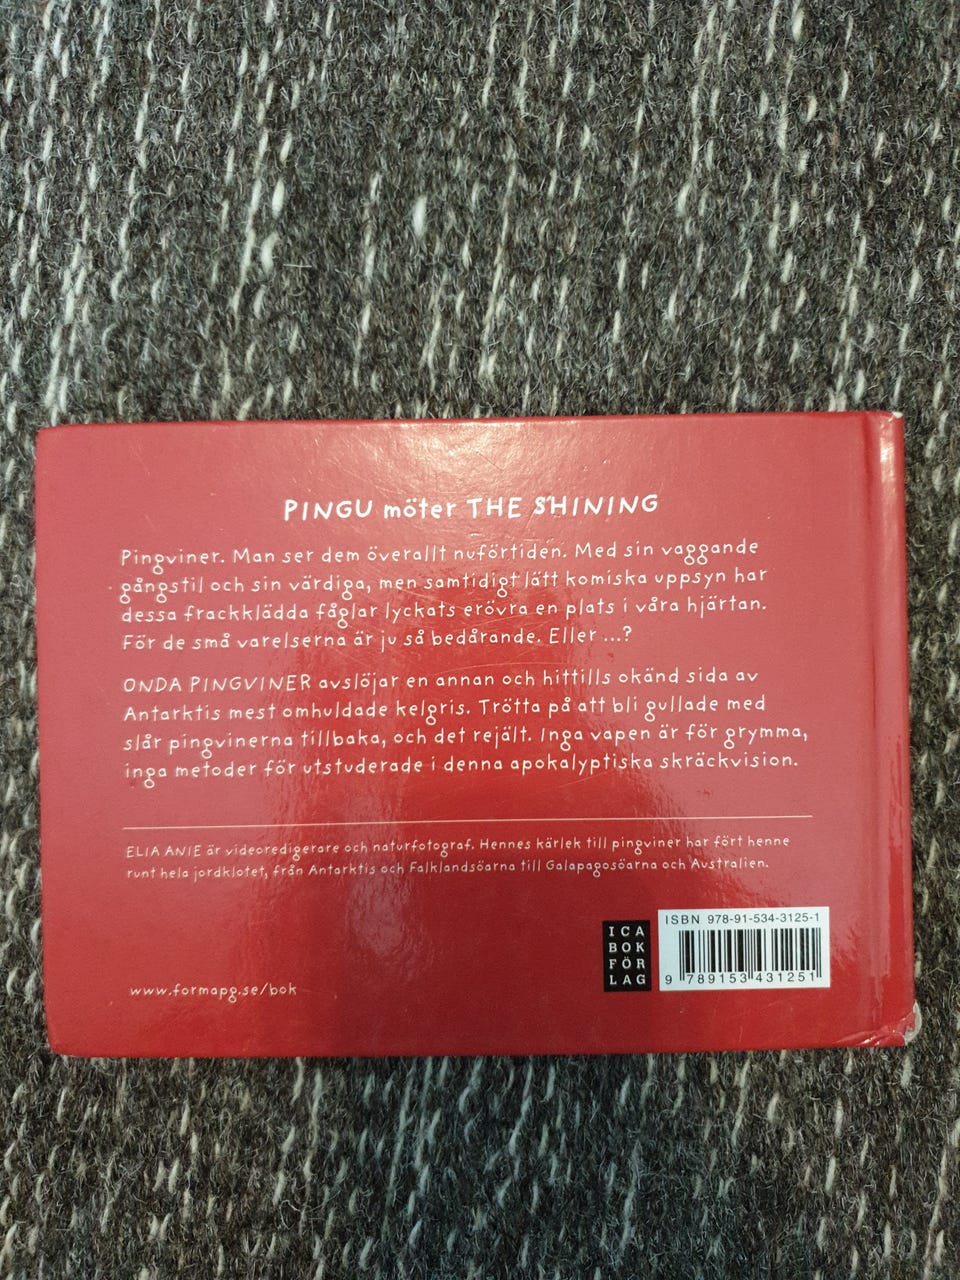 PINGU möter THE SHINING
Pingviner. Man ser dem överallt nuförtiden. Med sin vaggande
gångstil och sin värdiga, men samtidigt lätt komiska uppsyn har
dessa frackklädda fåglar lyckats erövra en plats i våra hjärtan.
För de små varelserna är ju så bedårande. Eller ...?
ONDA PINGVINER avslöjar en annan och hittills okänd sida av
Antarktis mest omhuldade kelgris. Trötta på att bli gullade med
slår pingvinerna tillbaka, och det rejält. Inga vapen är för grymma,
inga metoder för utstuderade i denna apokalyptiska skräckvision.
ELIA ANIE är videoredigerare och naturfotograf. Hennes kärlek till pingviner har fört henne
runt hela jordklotet, från Antarktis och Falklandsöarna till Galapagosöarna och Australien.
www.formapg.se/bok
ICA
BOK
FÖR
LAG
ISBN 978-91-534-3125-1
9 789153 431251